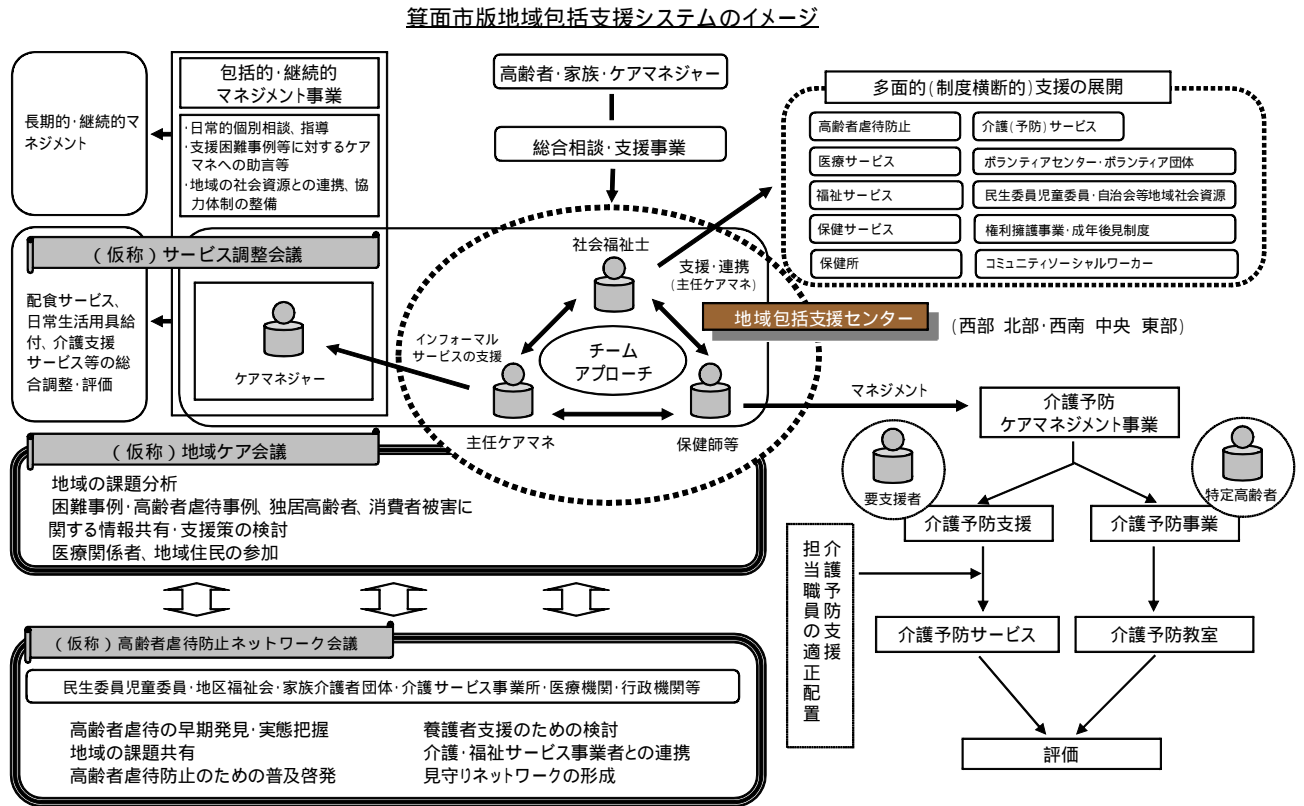 箕面市版地域包括支援システムのイメージ
包括的･継続的
マネジメント事業
･日常的個別相談、指導
･支援困難事例等に対するケア
マネへの助言等
･地域の社会資源との連携、協
力体制の整備
長期的･継続的マ
ネジメント
高齢者･家族･ケアマネジャー
総合相談･支援事業
多面的(制度横断的)支援の展開
高齢者虐待防止
介護(予防)サービス
医療サービス
ボランティアセンター･ボランティア団体
福祉サービス
民生委員児童委員･自治会等地域社会資源
保健サービス
権利擁護事業･成年後見制度
保健所
コミュニティソーシャルワーカー
(仮称)サービス調整会議
配食サービス、
日常生活用具給
付、介護支援
サービス等の総
合調整･評価
ケアマネジャー
インフォーマル
サービスの支援
社会福祉士
支援･連携
(主任ケアマネ)
チーム
アプローチ
主任ケアマネ
保健師等
地域包括支援センター
(西部 北部･西南 中央 東部)
マネジメント
介護予防
ケアマネジメント事業
要支援者
特定高齢者
介護予防支援
介護予防事業
介護予防支援
担当職員の適正配置
介護予防サービス
介護予防教室
評価
(仮称)地域ケア会議
地域の課題分析
困難事例･高齢者虐待事例、独居高齢者、消費者被害に
関する情報共有･支援策の検討
医療関係者、地域住民の参加
(仮称)高齢者虐待防止ネットワーク会議
民生委員児童委員･地区福祉会･家族介護者団体･介護サービス事業所･医療機関･行政機関等
高齢者虐待の早期発見･実態把握
地域の課題共有
高齢者虐待防止のための普及啓発
養護者支援のための検討
介護･福祉サービス事業者との連携
見守りネットワークの形成